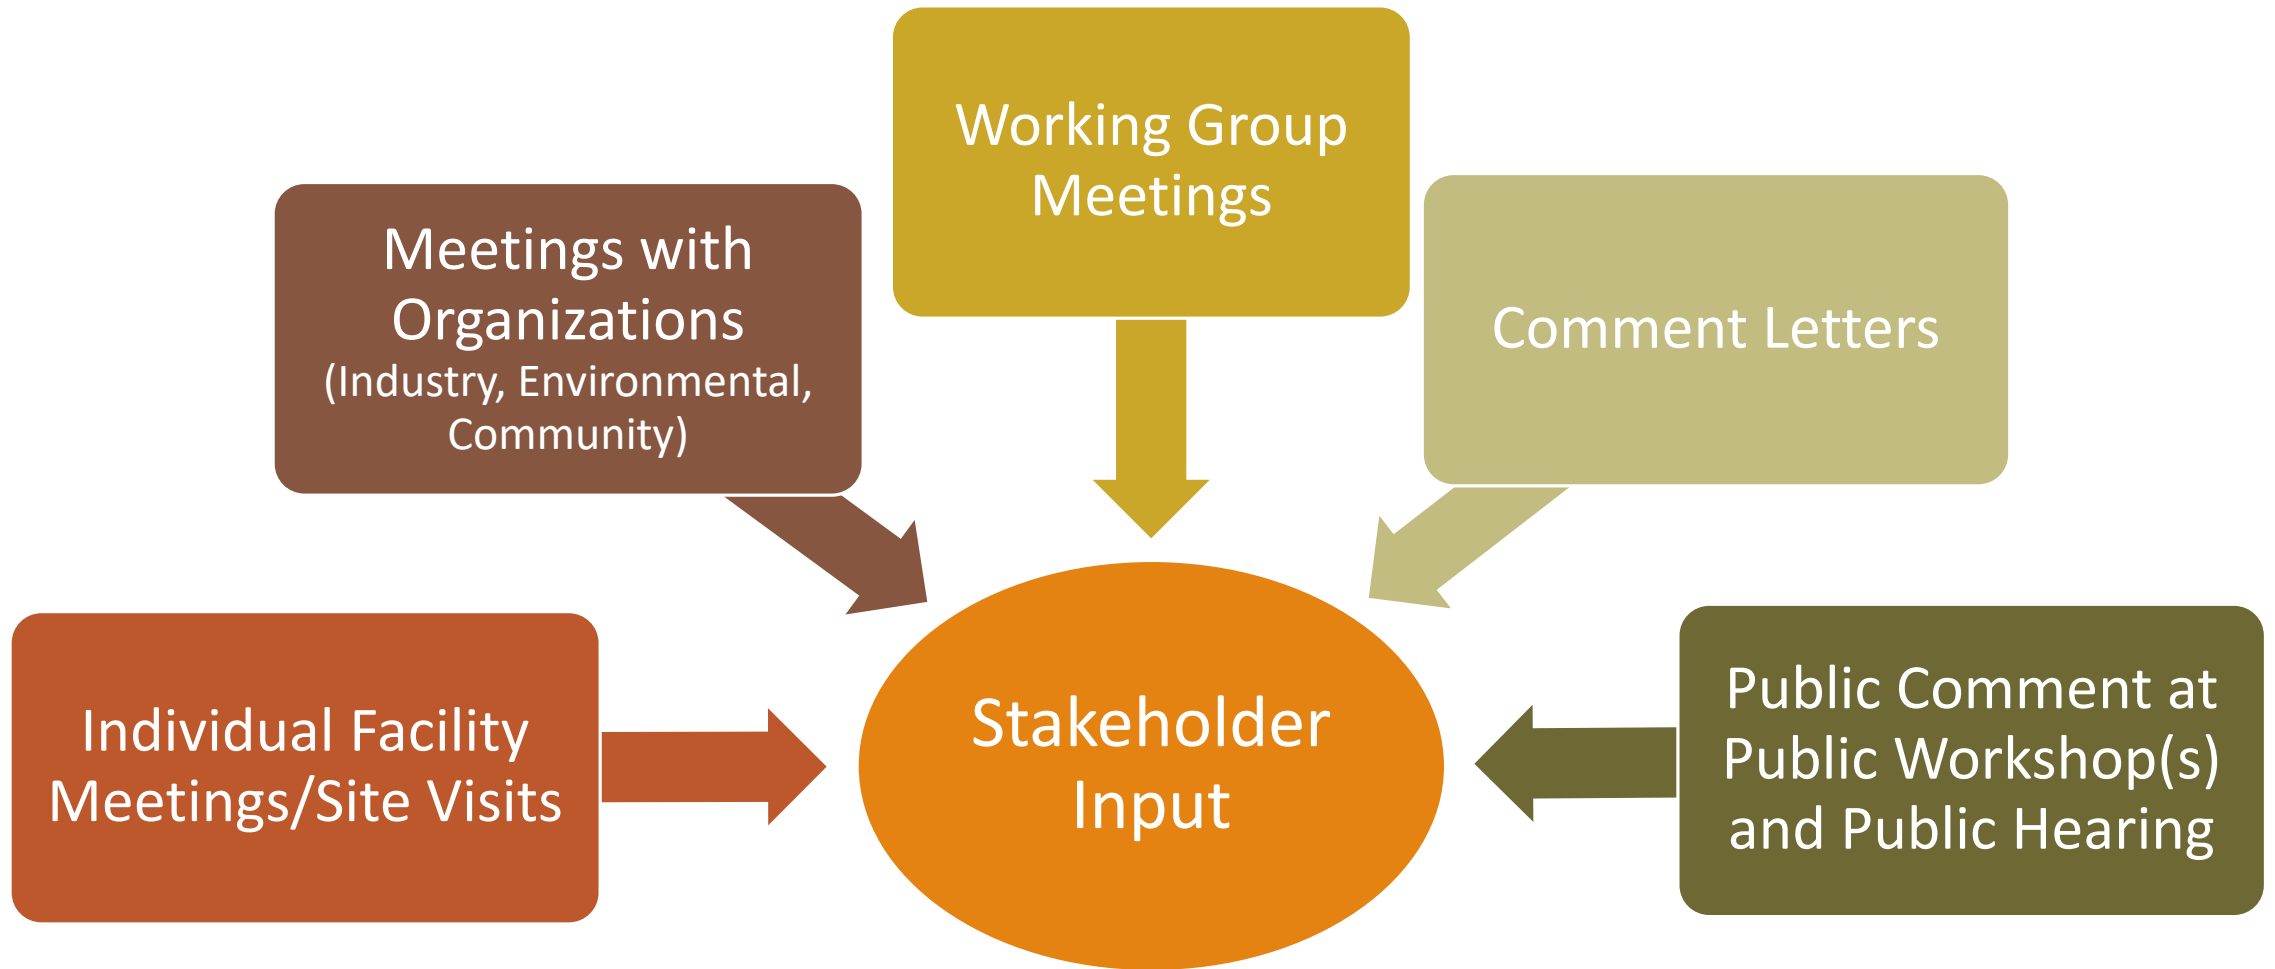 Working Group
Meetings
Meetings with
Organizations
(Industry, Environmental,
Community)
Comment Letters
Individual Facility
Meetings/Site Visits
Stakeholder
Input
Public Comment at
Public Workshop(s)
and Public Hearing